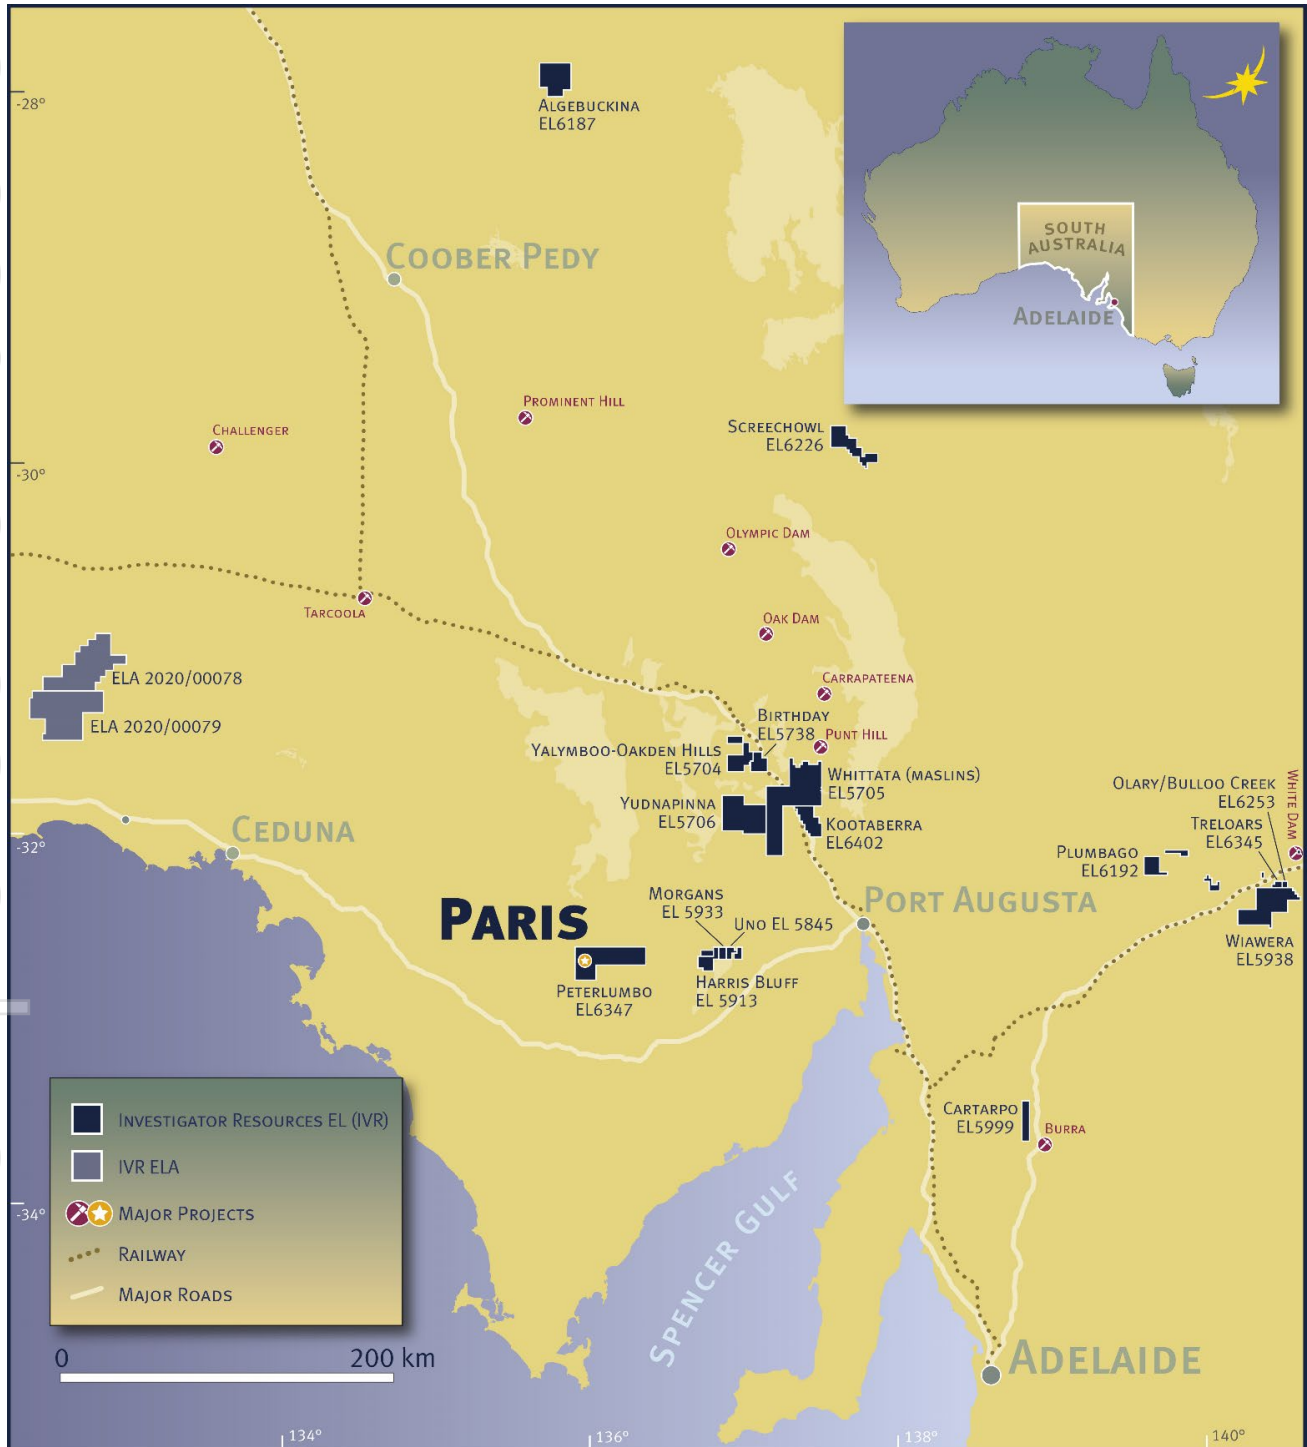 -28°
ALGEBUCKINA
EL6187
SOUTH
AUSTRALIA
ADELAIDE
COOBER PEDY
PROMINENT HILL
CHALLENGER
SCREECHOWL
EL6226
-30°
OLYMPIC DAM
TARCOOLA
OAK DAM
ELA 2020/00078
CARRAPATEENA
ELA 2020/00079
BIRTHDAY
EL5738
PUNT HILL
YALYMBOO-OAKDEN HILLS
EL5704
WHITTATA (MASLINS)
EL5705
OLARY/BULLOO CREEK
EL6253
WHITE DAM
YUDNAPINNA
EL5706
KOOTABERRA
EL6402
TRELOARS
EL6345
CEDUNA
-32°
PLUMBAGO
EL6192
MORGANS
EL 5933
PORT AUGUSTA
PARIS
UNO EL 5845
WIAWERA
EL5938
PETERLUMBO
EL6347
HARRIS BLUFF
EL 5913
CARTARPO
EL5999
BURRA
INVESTIGATOR RESOURCES EL (IVR)
IVR ELA
MAJOR PROJECTS
RAILWAY
MAJOR ROADS
-34°
SPENCER GULF
0
200 km
ADELAIDE
134°
136°
138°
140°